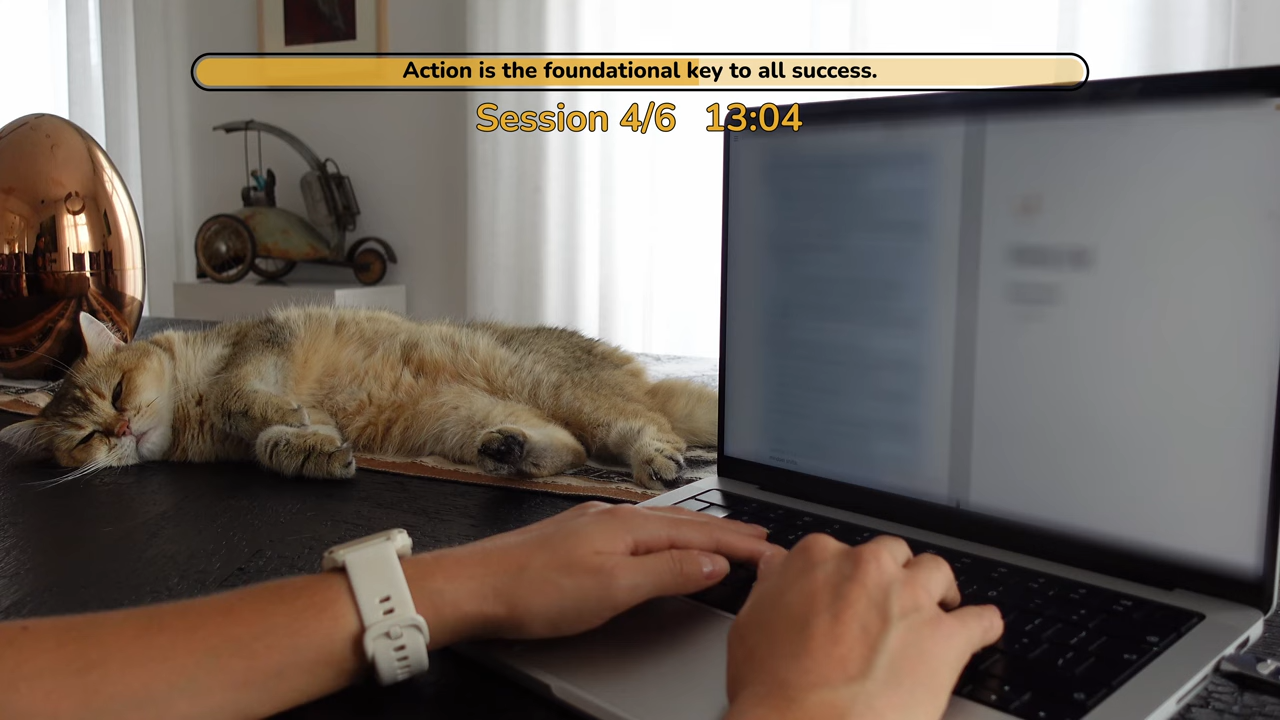 Action is the foundational key to all success.
Session 4/6 13:04